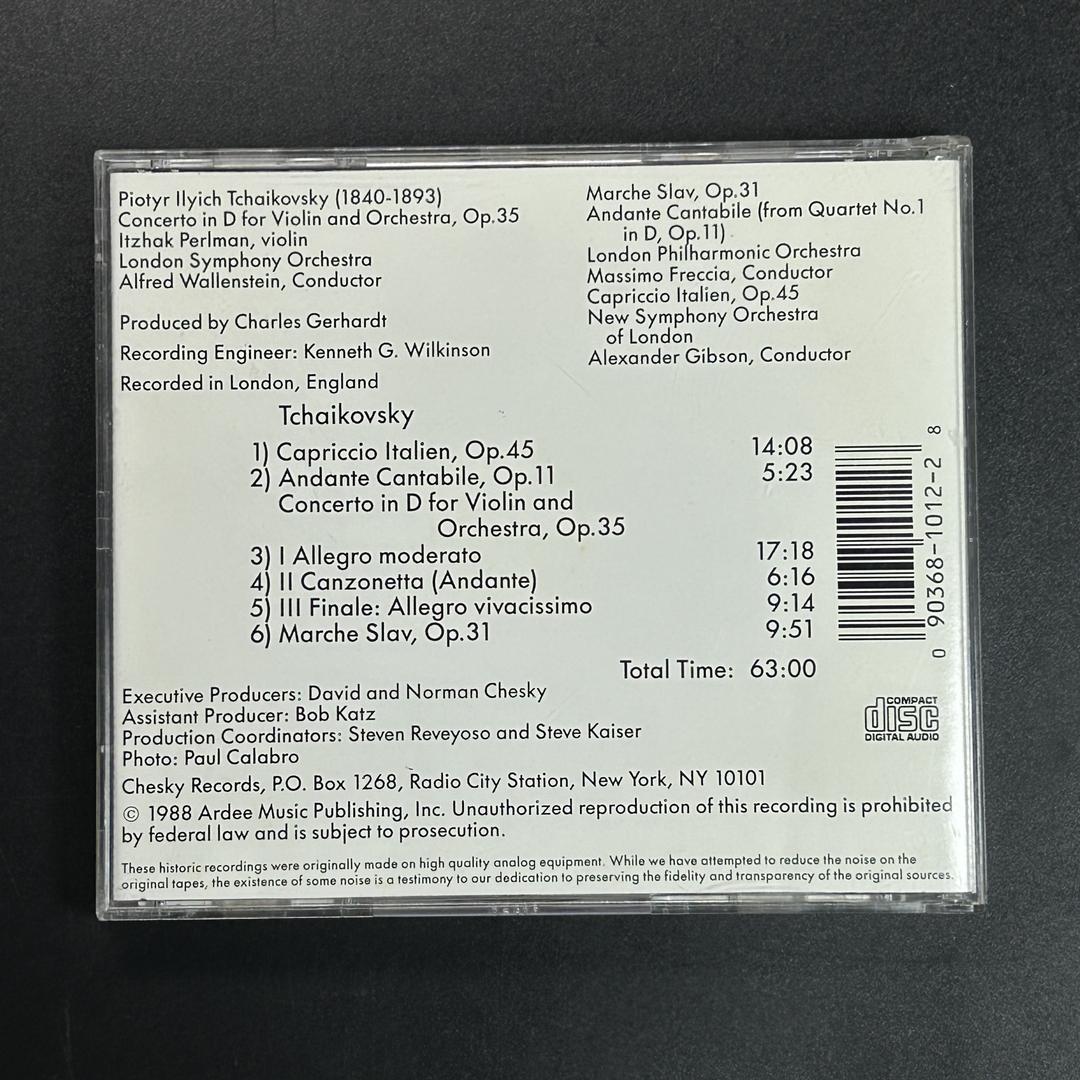 Piotyr Ilyich Tchaikovsky (1840-1893)
Concerto in D for Violin and Orchestra, Op.35
Itzhak Perlman, violin
London Symphony Orchestra
Alfred Wallenstein, Conductor
Produced by Charles Gerhardt
Recording Engineer: Kenneth G. Wilkinson
Recorded in London, England
Marche Slav, Op.31
Andante Cantabile (from Quartet No.1
in D, Op.11)
London Philharmonic Orchestra
Massimo Freccia, Conductor
Capriccio Italien, Op.45
New Symphony Orchestra
of London
Alexander Gibson, Conductor
Tchaikovsky
1) Capriccio Italien, Op.45 14:08
2) Andante Cantabile, Op.11 5:23
Concerto in D for Violin and
Orchestra, Op.35
3) I Allegro moderato 17:18
4) II Canzonetta (Andante) 6:16
5) III Finale: Allegro vivacissimo 9:14
6) Marche Slav, Op.31 9:51
Total Time: 63:00
0 90368-1012-2 8
COMPACT
disc
DIGITAL AUDIO
Executive Producers: David and Norman Chesky
Assistant Producer: Bob Katz
Production Coordinators: Steven Reveyoso and Steve Kaiser
Photo: Paul Calabro
Chesky Records, P.O. Box 1268, Radio City Station, New York, NY 10101
© 1988 Ardee Music Publishing, Inc. Unauthorized reproduction of this recording is prohibited
by federal law and is subject to prosecution.
These historic recordings were originally made on high quality analog equipment. While we have attempted to reduce the noise on the
original tapes, the existence of some noise is a testimony to our dedication to preserving the fidelity and transparency of the original sources.